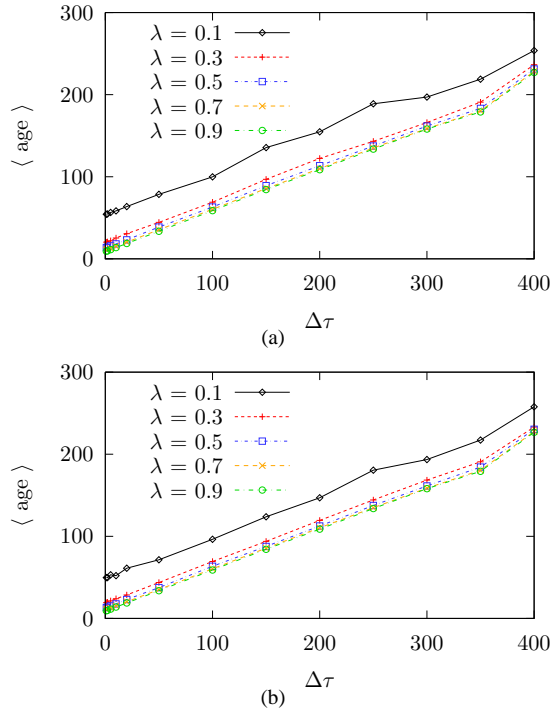 300
200
100
0
⟨ age ⟩
λ = 0.1
λ = 0.3
λ = 0.5
λ = 0.7
λ = 0.9
0 100 200 300 400
Δτ
(a)
300
200
100
0
⟨ age ⟩
λ = 0.1
λ = 0.3
λ = 0.5
λ = 0.7
λ = 0.9
0 100 200 300 400
Δτ
(b)